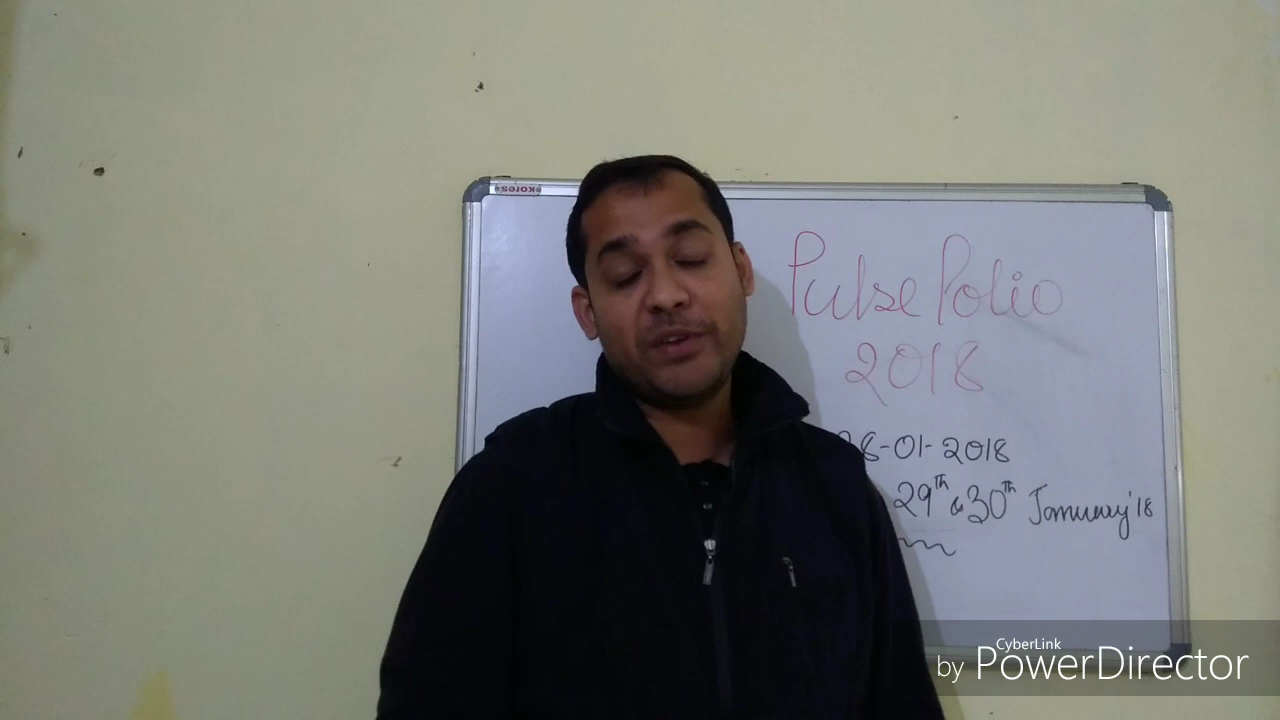 kores
Pulse Polio
2018
28-01-2018
29th & 30th January'18
CyberLink
by PowerDirector